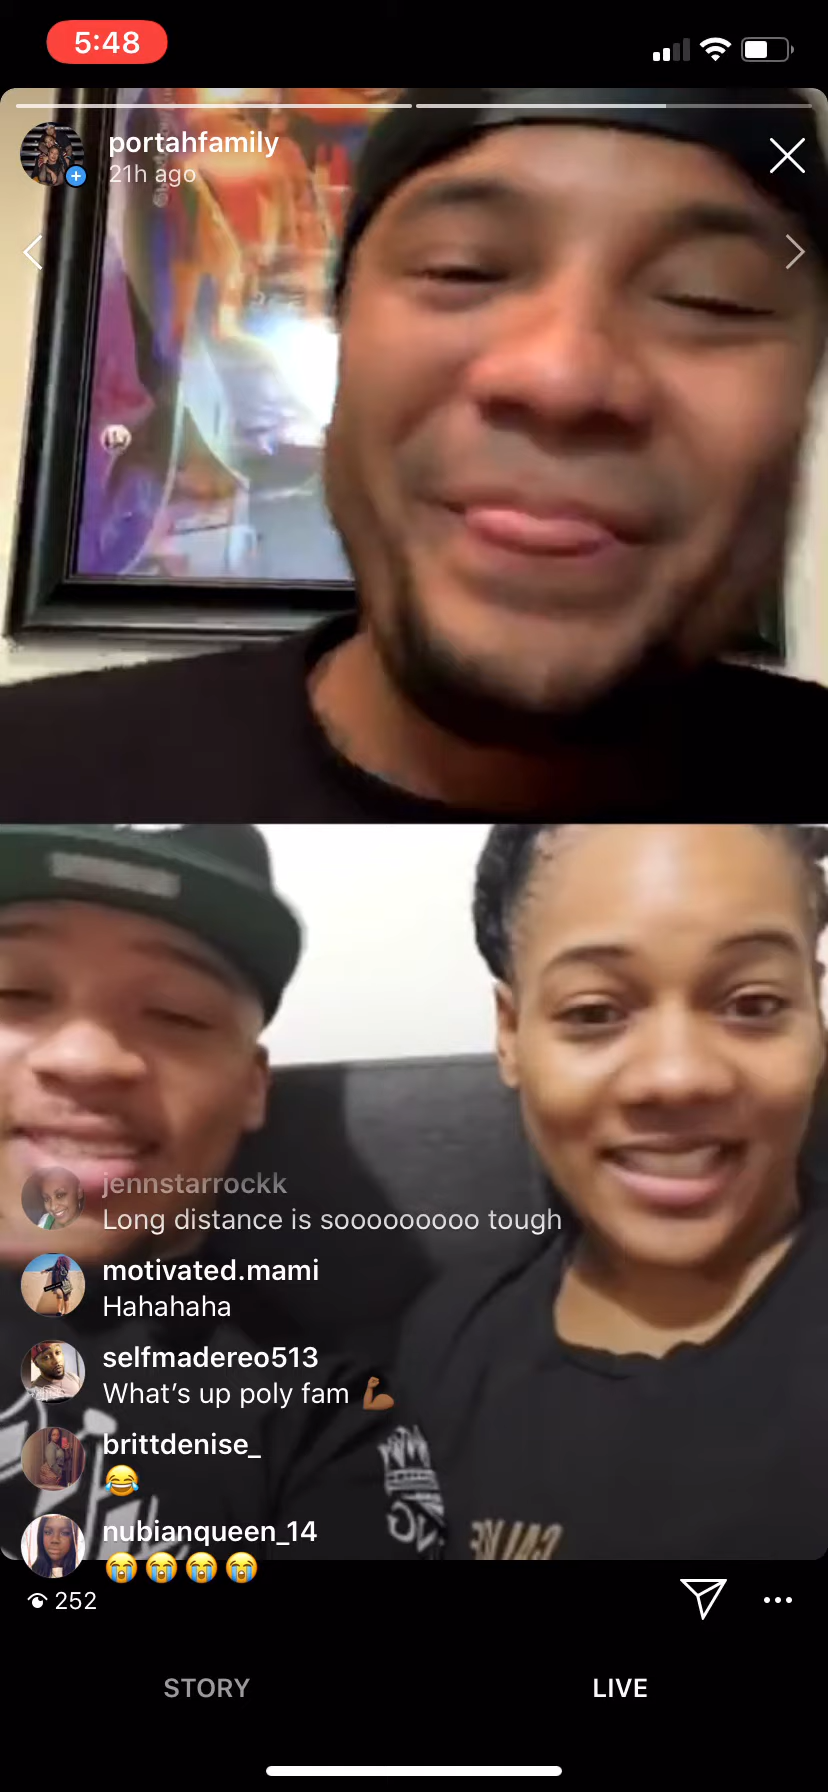 5:48
portahfamily
21h ago
jennstarrockk
Long distance is sooooooooo tough
motivated.mami
Hahahaha
selfmadereo513
What's up poly fam 💪🏾
brittdenise_
😂
nubianqueen_14
😭😭😭😭
252
STORY
LIVE